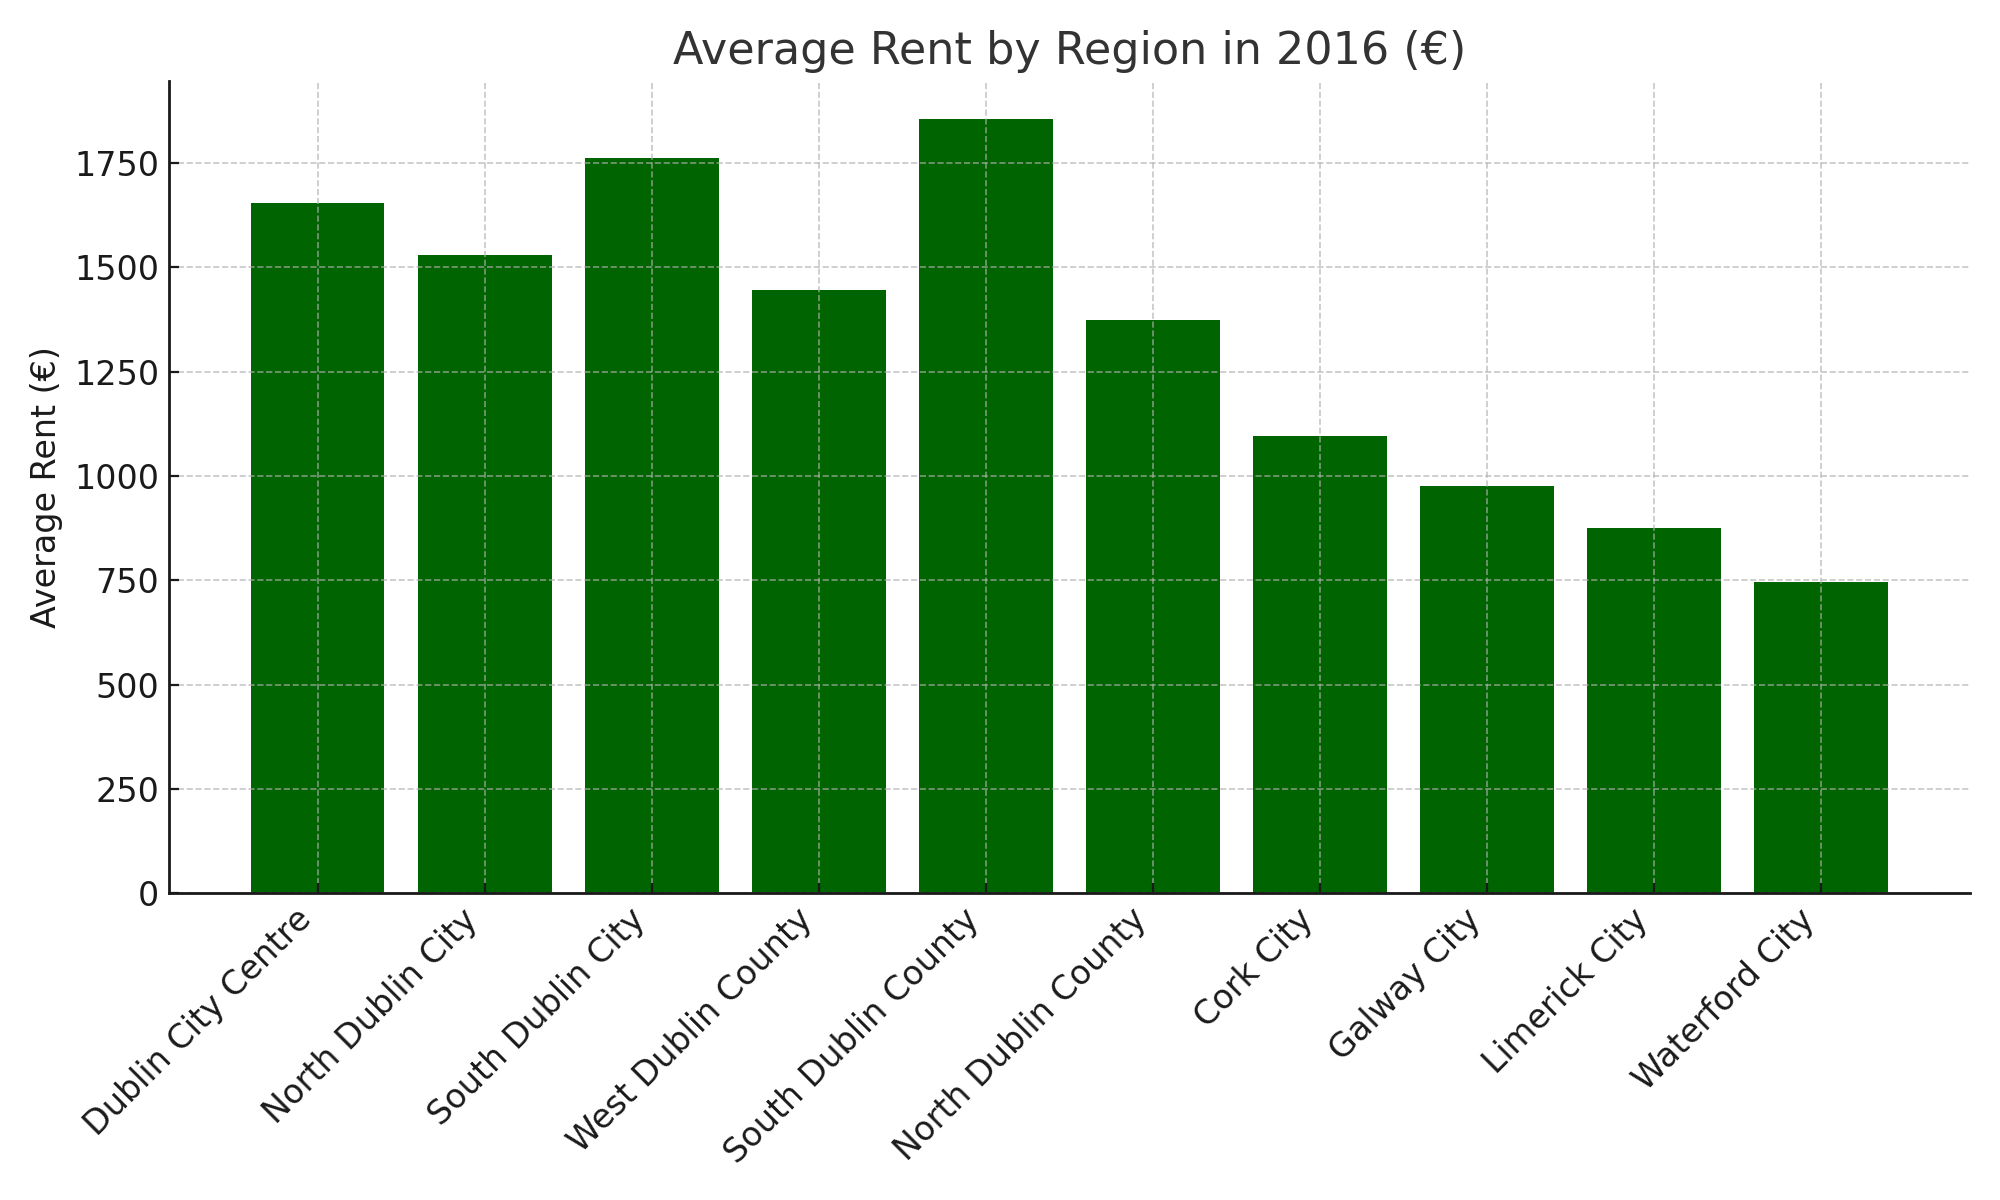 Average Rent by Region in 2016 (€)
Average Rent (€)
1750
1500
1250
1000
750
500
250
0
Dublin City Centre
North Dublin City
South Dublin City
West Dublin County
South Dublin County
North Dublin County
Cork City
Galway City
Limerick City
Waterford City